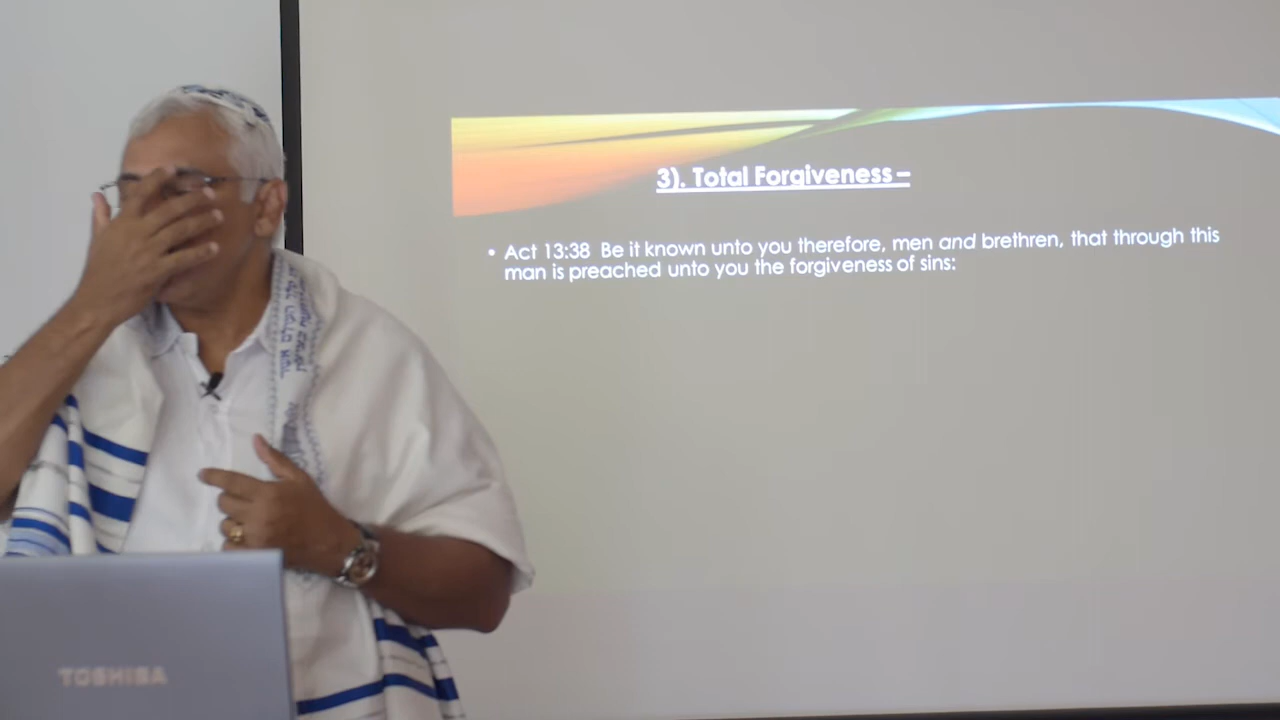 3). Total Forgiveness –
• Act 13:38 Be it known unto you therefore, men and brethren, that through this
man is preached unto you the forgiveness of sins:
TOSHIBA